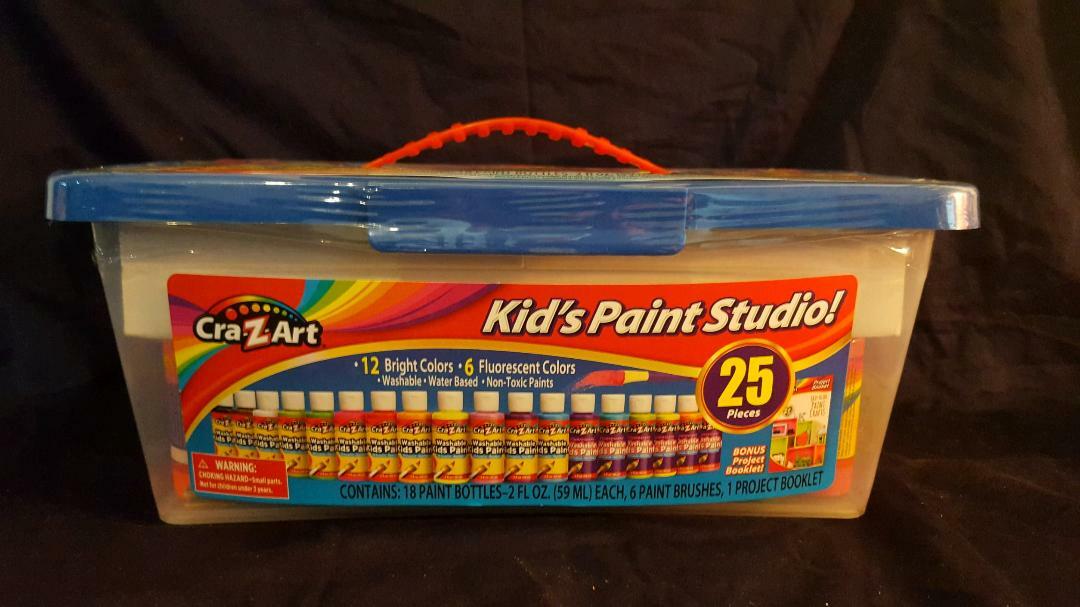 Cra-Z-Art
Kid's Paint Studio!
• 12 Bright Colors • 6 Fluorescent Colors
• Washable • Water Based • Non-Toxic Paints
25
Pieces
BONUS
Project
Booklet!
WARNING:
CHOKING HAZARD–Small parts.
Not for children under 3 years.
CONTAINS: 18 PAINT BOTTLES–2 FL OZ. (59 ML) EACH, 6 PAINT BRUSHES, 1 PROJECT BOOKLET